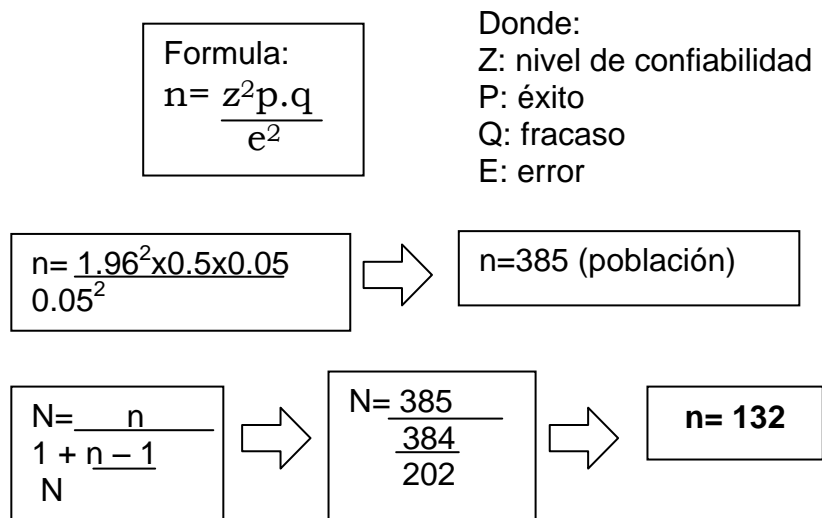 Formula:
n= z²p.q
e²
Donde:
Z: nivel de confiabilidad
P: éxito
Q: fracaso
E: error
n= 1.96²x0.5x0.05
0.05²
n=385 (población)
N= n
1 + n – 1
N
N= 385
384
202
n= 132